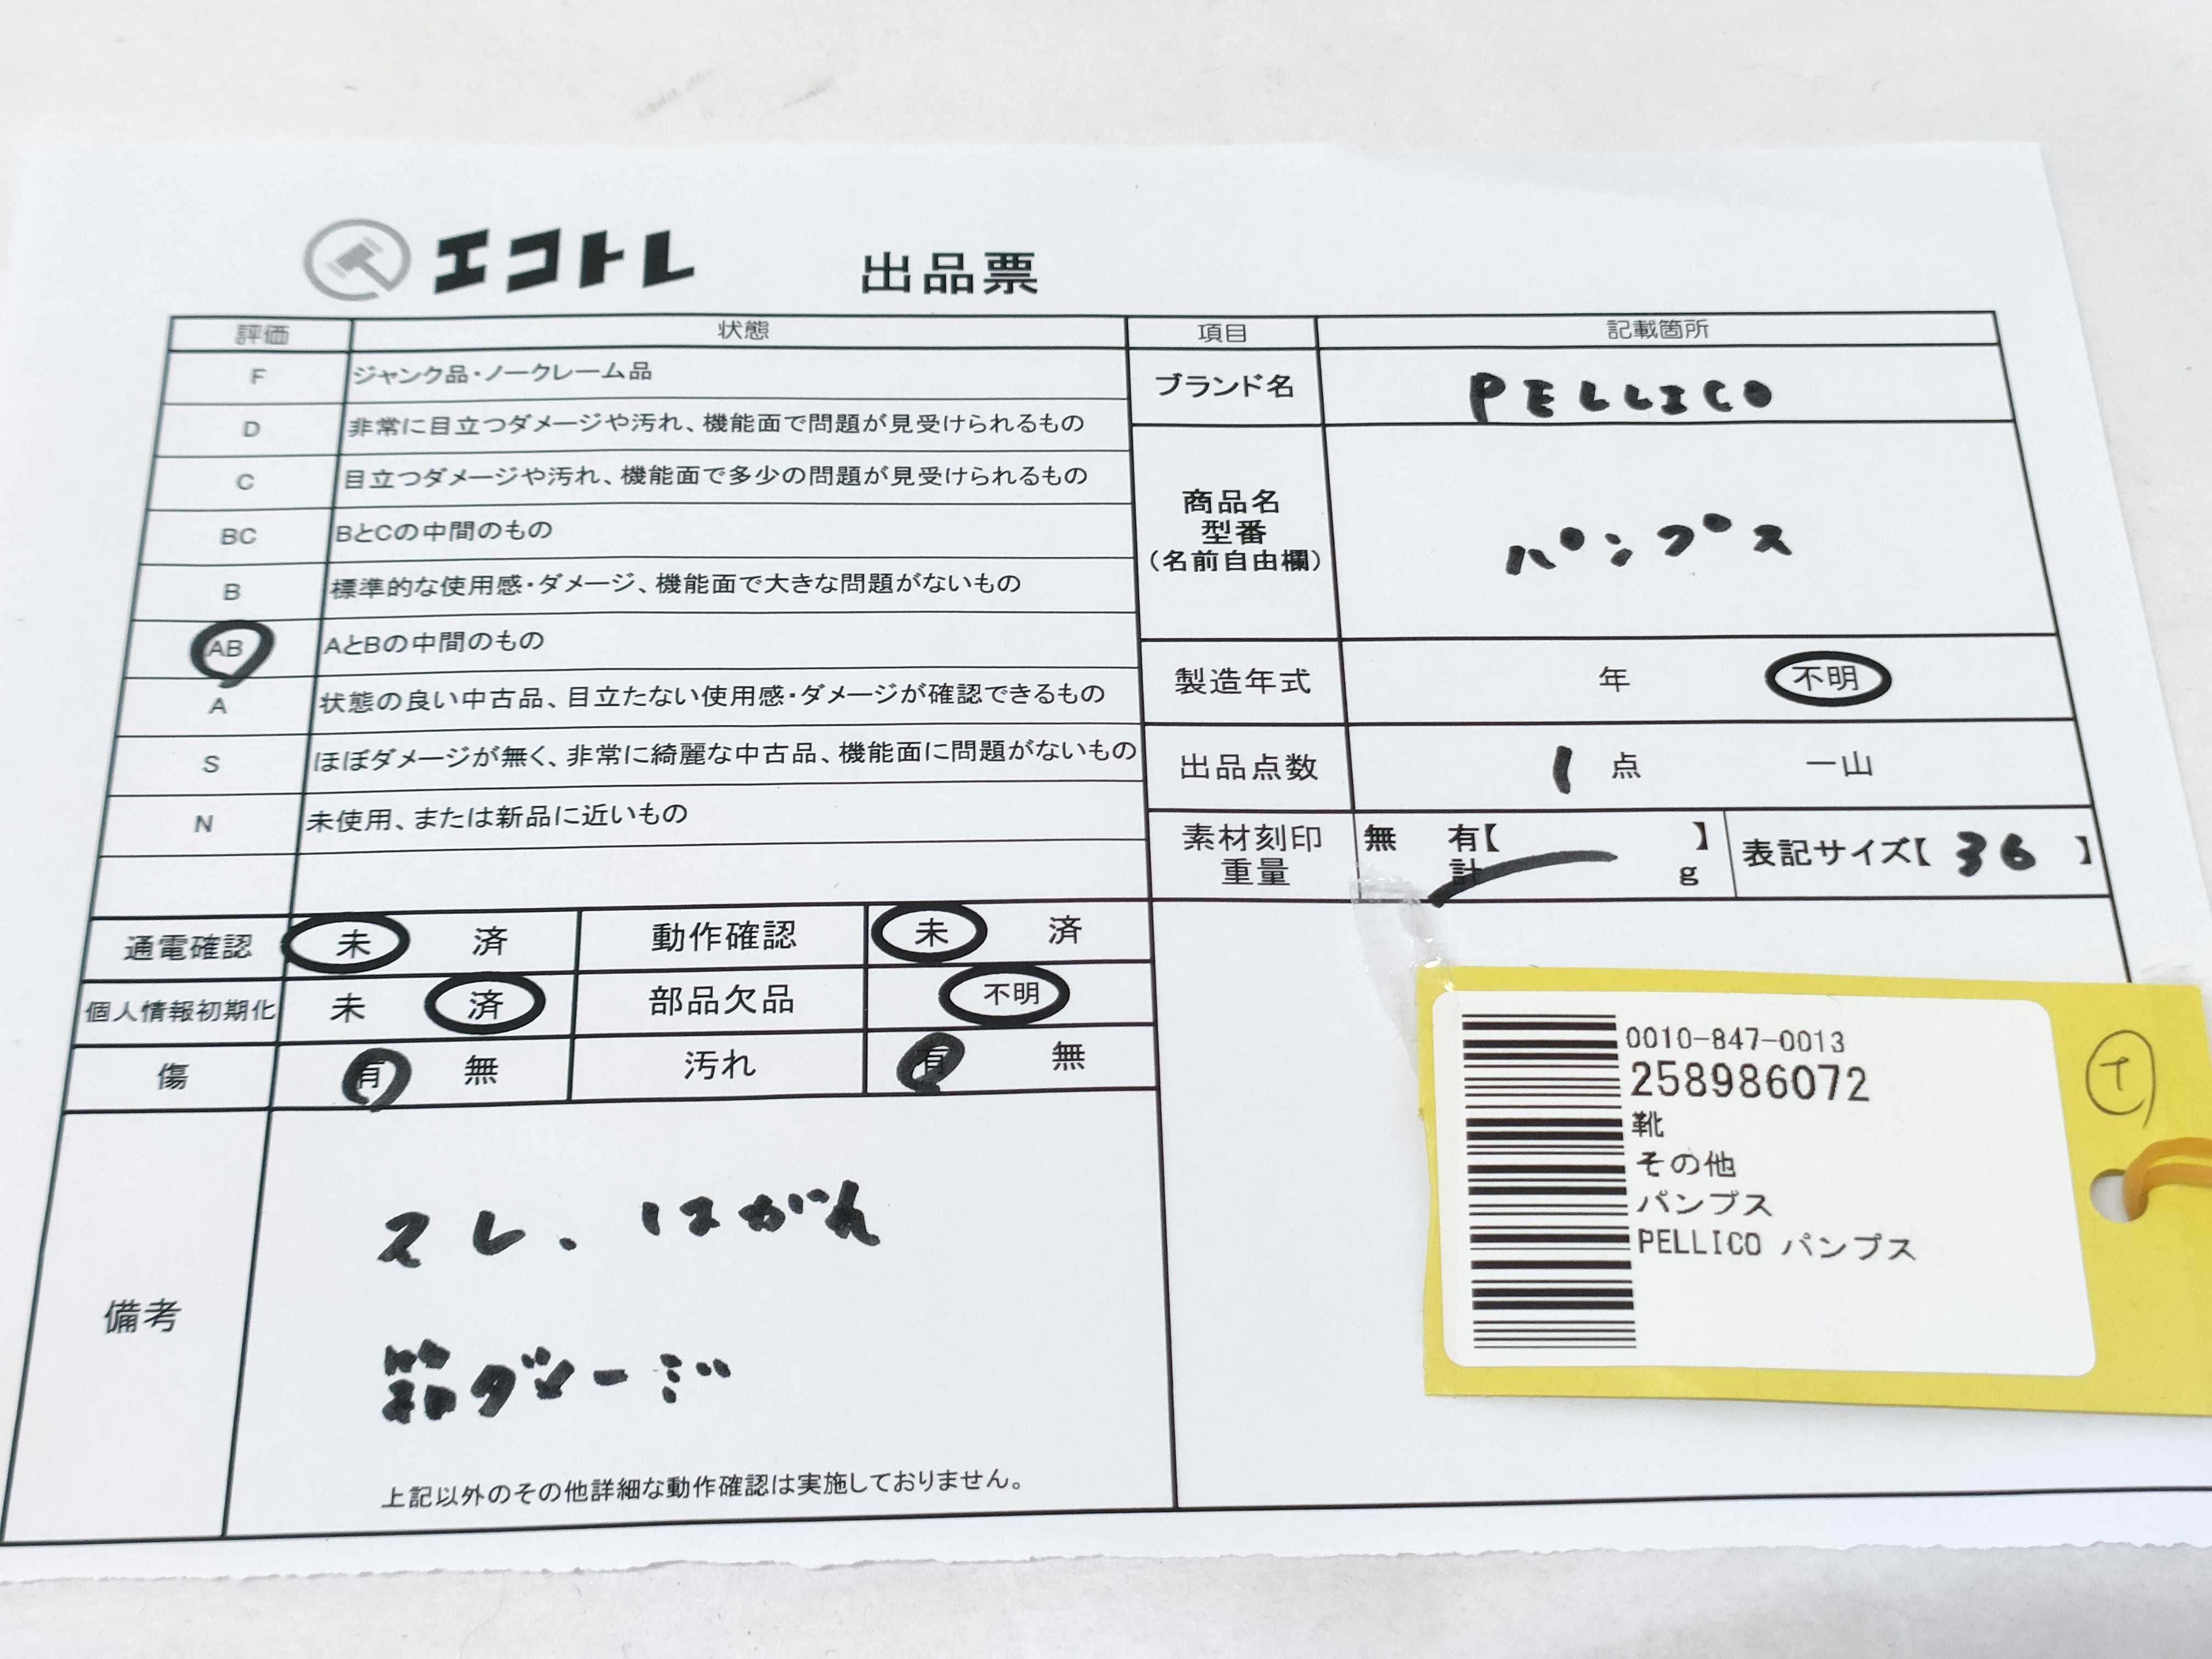 エコトレ 出品票
評価 状態
F ジャンク品・ノークレーム品
D 非常に目立つダメージや汚れ、機能面で問題が見受けられるもの
C 目立つダメージや汚れ、機能面で多少の問題が見受けられるもの
BC BとCの中間のもの
B 標準的な使用感・ダメージ、機能面で大きな問題がないもの
AB AとBの中間のもの
A 状態の良い中古品、目立たない使用感・ダメージが確認できるもの
S ほぼダメージが無く、非常に綺麗な中古品、機能面に問題がないもの
N 未使用、または新品に近いもの
通電確認 未 済 動作確認 未 済
個人情報初期化 未 済 部品欠品 不明
傷 有 無 汚れ 有 無
備考
スレ、はがれ
箱ダメージ
上記以外のその他詳細な動作確認は実施しておりません。
項目 記載箇所
ブランド名 PELLICO
商品名
型番
(名前自由欄)
パンプス
製造年式 年 不明
出品点数 1 点 一山
素材刻印 無 有【 】
重量 計 g
表記サイズ【 36 】
0010-847-0013
258986072
靴
その他
パンプス
PELLICO パンプス